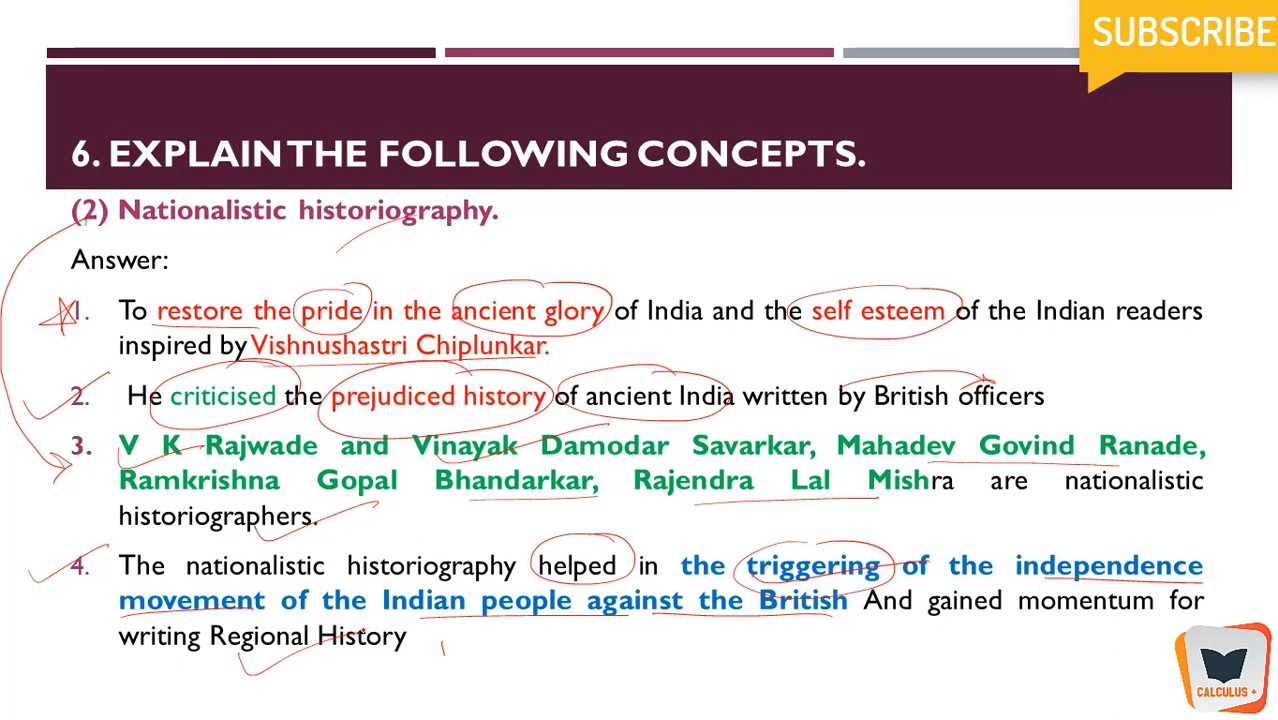 SUBSCRIBE
6. EXPLAIN THE FOLLOWING CONCEPTS.
(2) Nationalistic historiography.
Answer:
1. To restore the pride in the ancient glory of India and the self esteem of the Indian readers
inspired by Vishnushastri Chiplunkar.
2. He criticised the prejudiced history of ancient India written by British officers
3. V K Rajwade and Vinayak Damodar Savarkar, Mahadev Govind Ranade,
Ramkrishna Gopal Bhandarkar, Rajendra Lal Mishra are nationalistic
historiographers.
4. The nationalistic historiography helped in the triggering of the independence
movement of the Indian people against the British And gained momentum for
writing Regional History
CALCULUS +